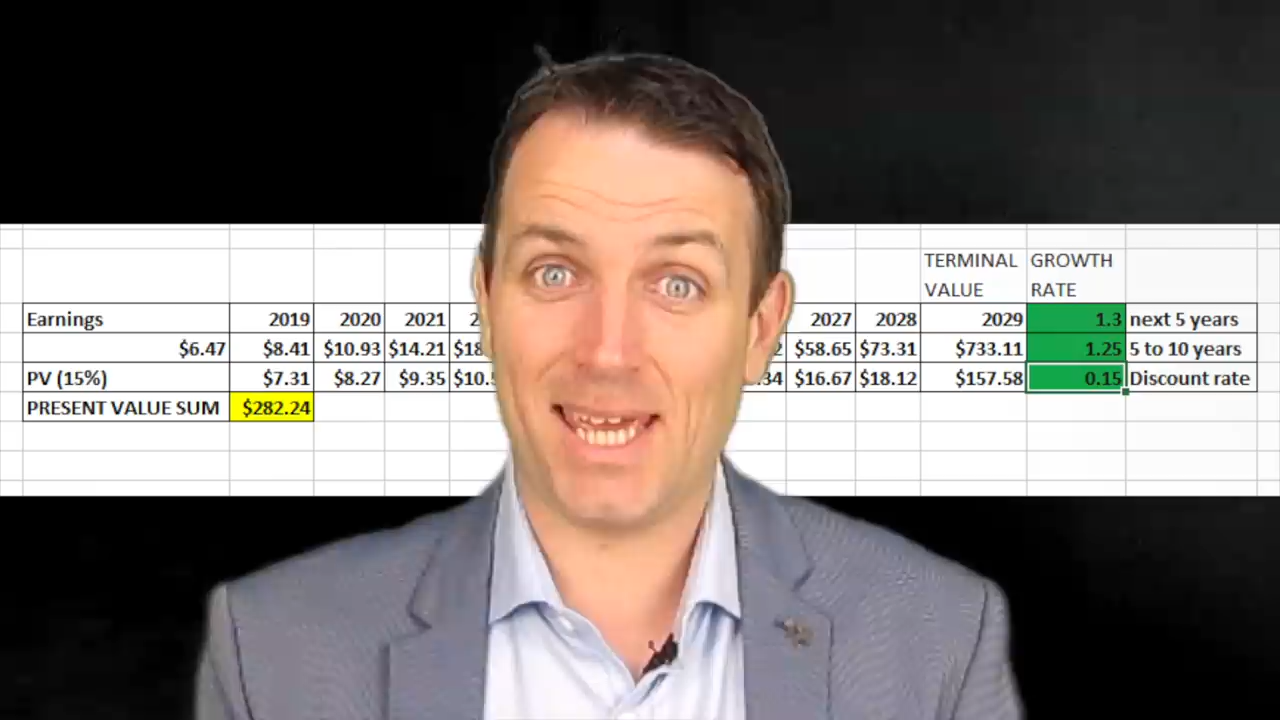 TERMINAL GROWTH
VALUE RATE
Earnings 2019 2020 2021 2027 2028 2029 1.3 next 5 years
$6.47 $8.41 $10.93 $14.21 $58.65 $73.31 $733.11 1.25 5 to 10 years
PV (15%) $7.31 $8.27 $9.35 $16.67 $18.12 $157.58 0.15 Discount rate
PRESENT VALUE SUM $282.24